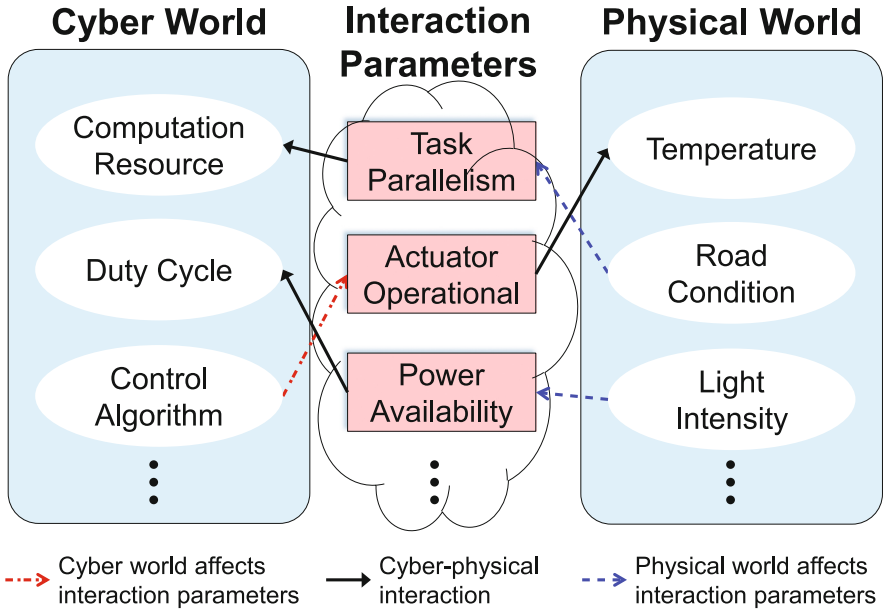 Cyber World
Interaction
Parameters
Physical World
Computation
Resource
Duty Cycle
Control
Algorithm
Task
Parallelism
Actuator
Operational
Power
Availability
Temperature
Road
Condition
Light
Intensity
Cyber world affects
interaction parameters
Cyber-physical
interaction
Physical world affects
interaction parameters